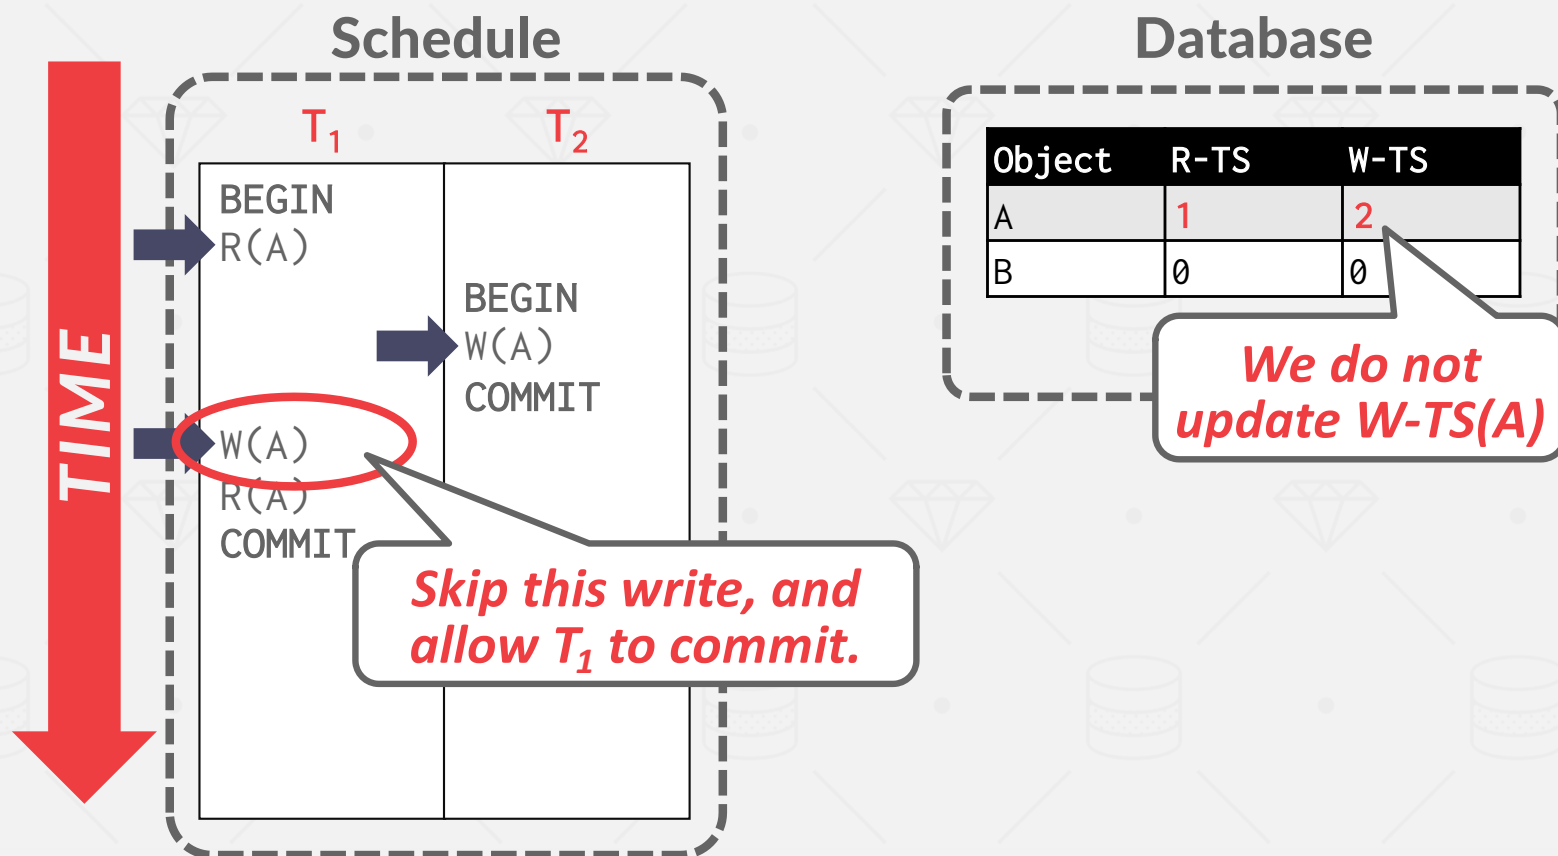 Schedule
Database
TIME
T₁ T₂
BEGIN
R(A)
BEGIN
W(A)
COMMIT
W(A)
R(A)
COMMIT
Skip this write, and
allow T₁ to commit.
Object R-TS W-TS
A 1 2
B 0 0
We do not
update W-TS(A)